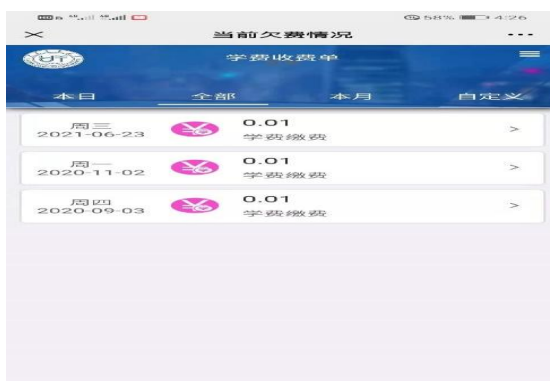 58% 4:26
当前欠费情况
学费收费单
本日 全部 本月 自定义
周三
2021-06-23
0.01
学费缴费
周一
2020-11-02
0.01
学费缴费
周四
2020-09-03
0.01
学费缴费